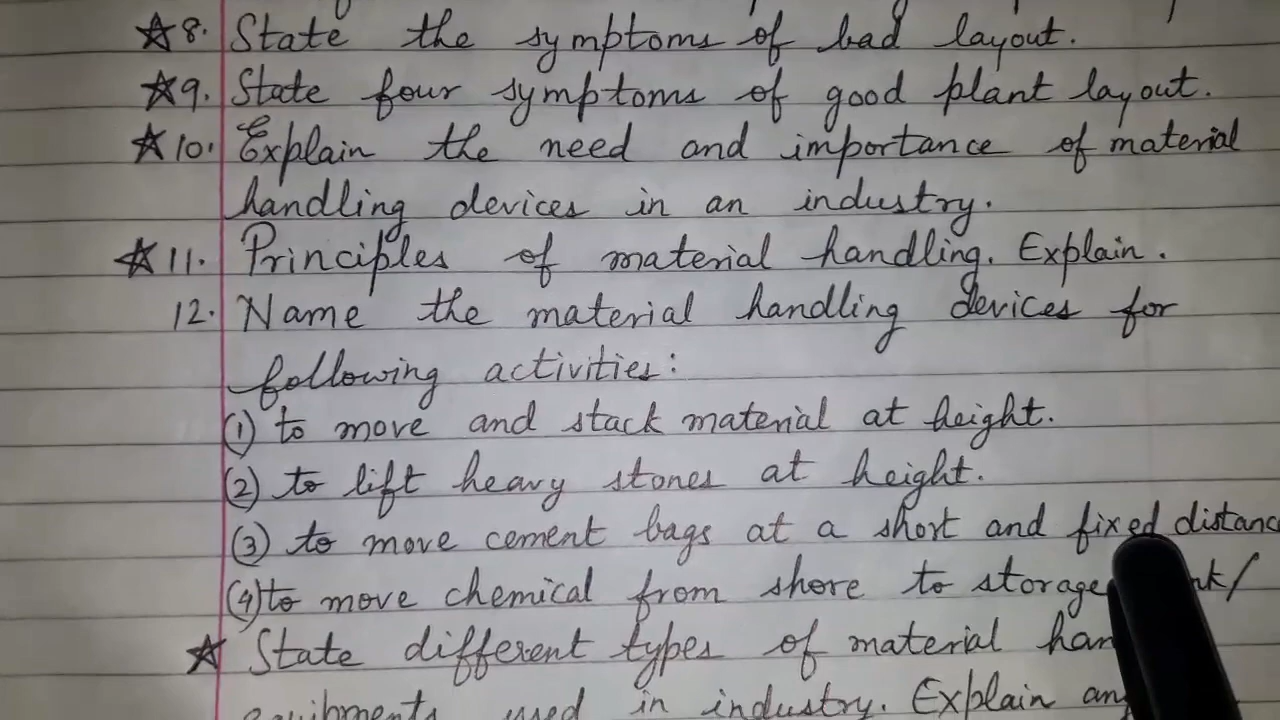 ☆8. State the symptoms of bad layout.
☆9. State four symptoms of good plant layout.
☆10. Explain the need and importance of material
handling devices in an industry.
☆11. Principles of material handling. Explain.
12. Name the material handling devices for
following activities:
(1) to move and stack material at height.
(2) to lift heavy stones at height.
(3) to move cement bags at a short and fixed distanc
(4) to move chemical from shore to storage
☆ State different types of material han
equipments used in industry. Explain any